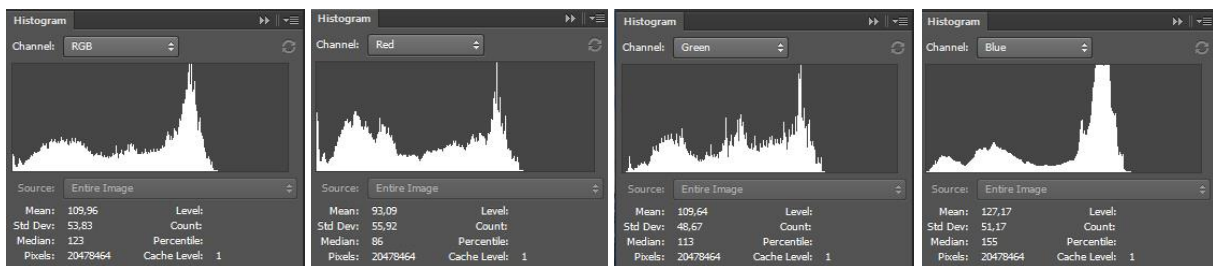 Histogram
Channel: RGB
Source: Entire Image
Mean: 109,96 Level:
Std Dev: 53,83 Count:
Median: 123 Percentile:
Pixels: 20478464 Cache Level: 1
Histogram
Channel: Red
Source: Entire Image
Mean: 93,09 Level:
Std Dev: 55,92 Count:
Median: 86 Percentile:
Pixels: 20478464 Cache Level: 1
Histogram
Channel: Green
Source: Entire Image
Mean: 109,64 Level:
Std Dev: 48,67 Count:
Median: 113 Percentile:
Pixels: 20478464 Cache Level: 1
Histogram
Channel: Blue
Source: Entire Image
Mean: 127,17 Level:
Std Dev: 51,17 Count:
Median: 155 Percentile:
Pixels: 20478464 Cache Level: 1